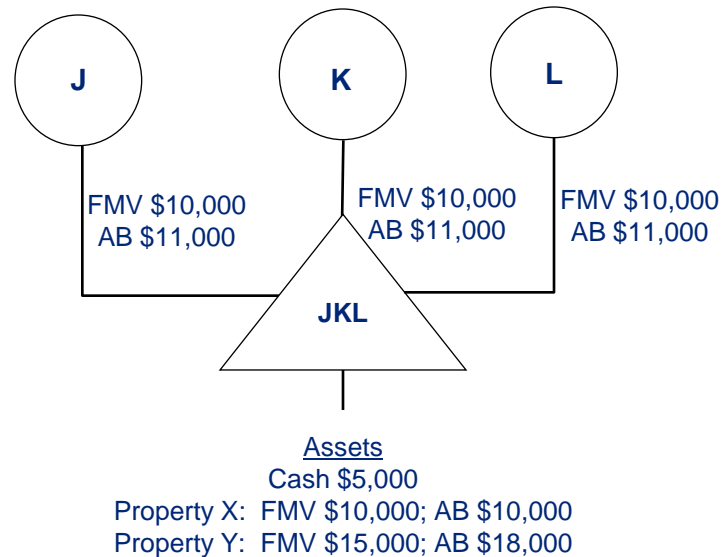 J
K
L
FMV $10,000
AB $11,000
FMV $10,000
AB $11,000
FMV $10,000
AB $11,000
JKL
Assets
Cash $5,000
Property X: FMV $10,000; AB $10,000
Property Y: FMV $15,000; AB $18,000